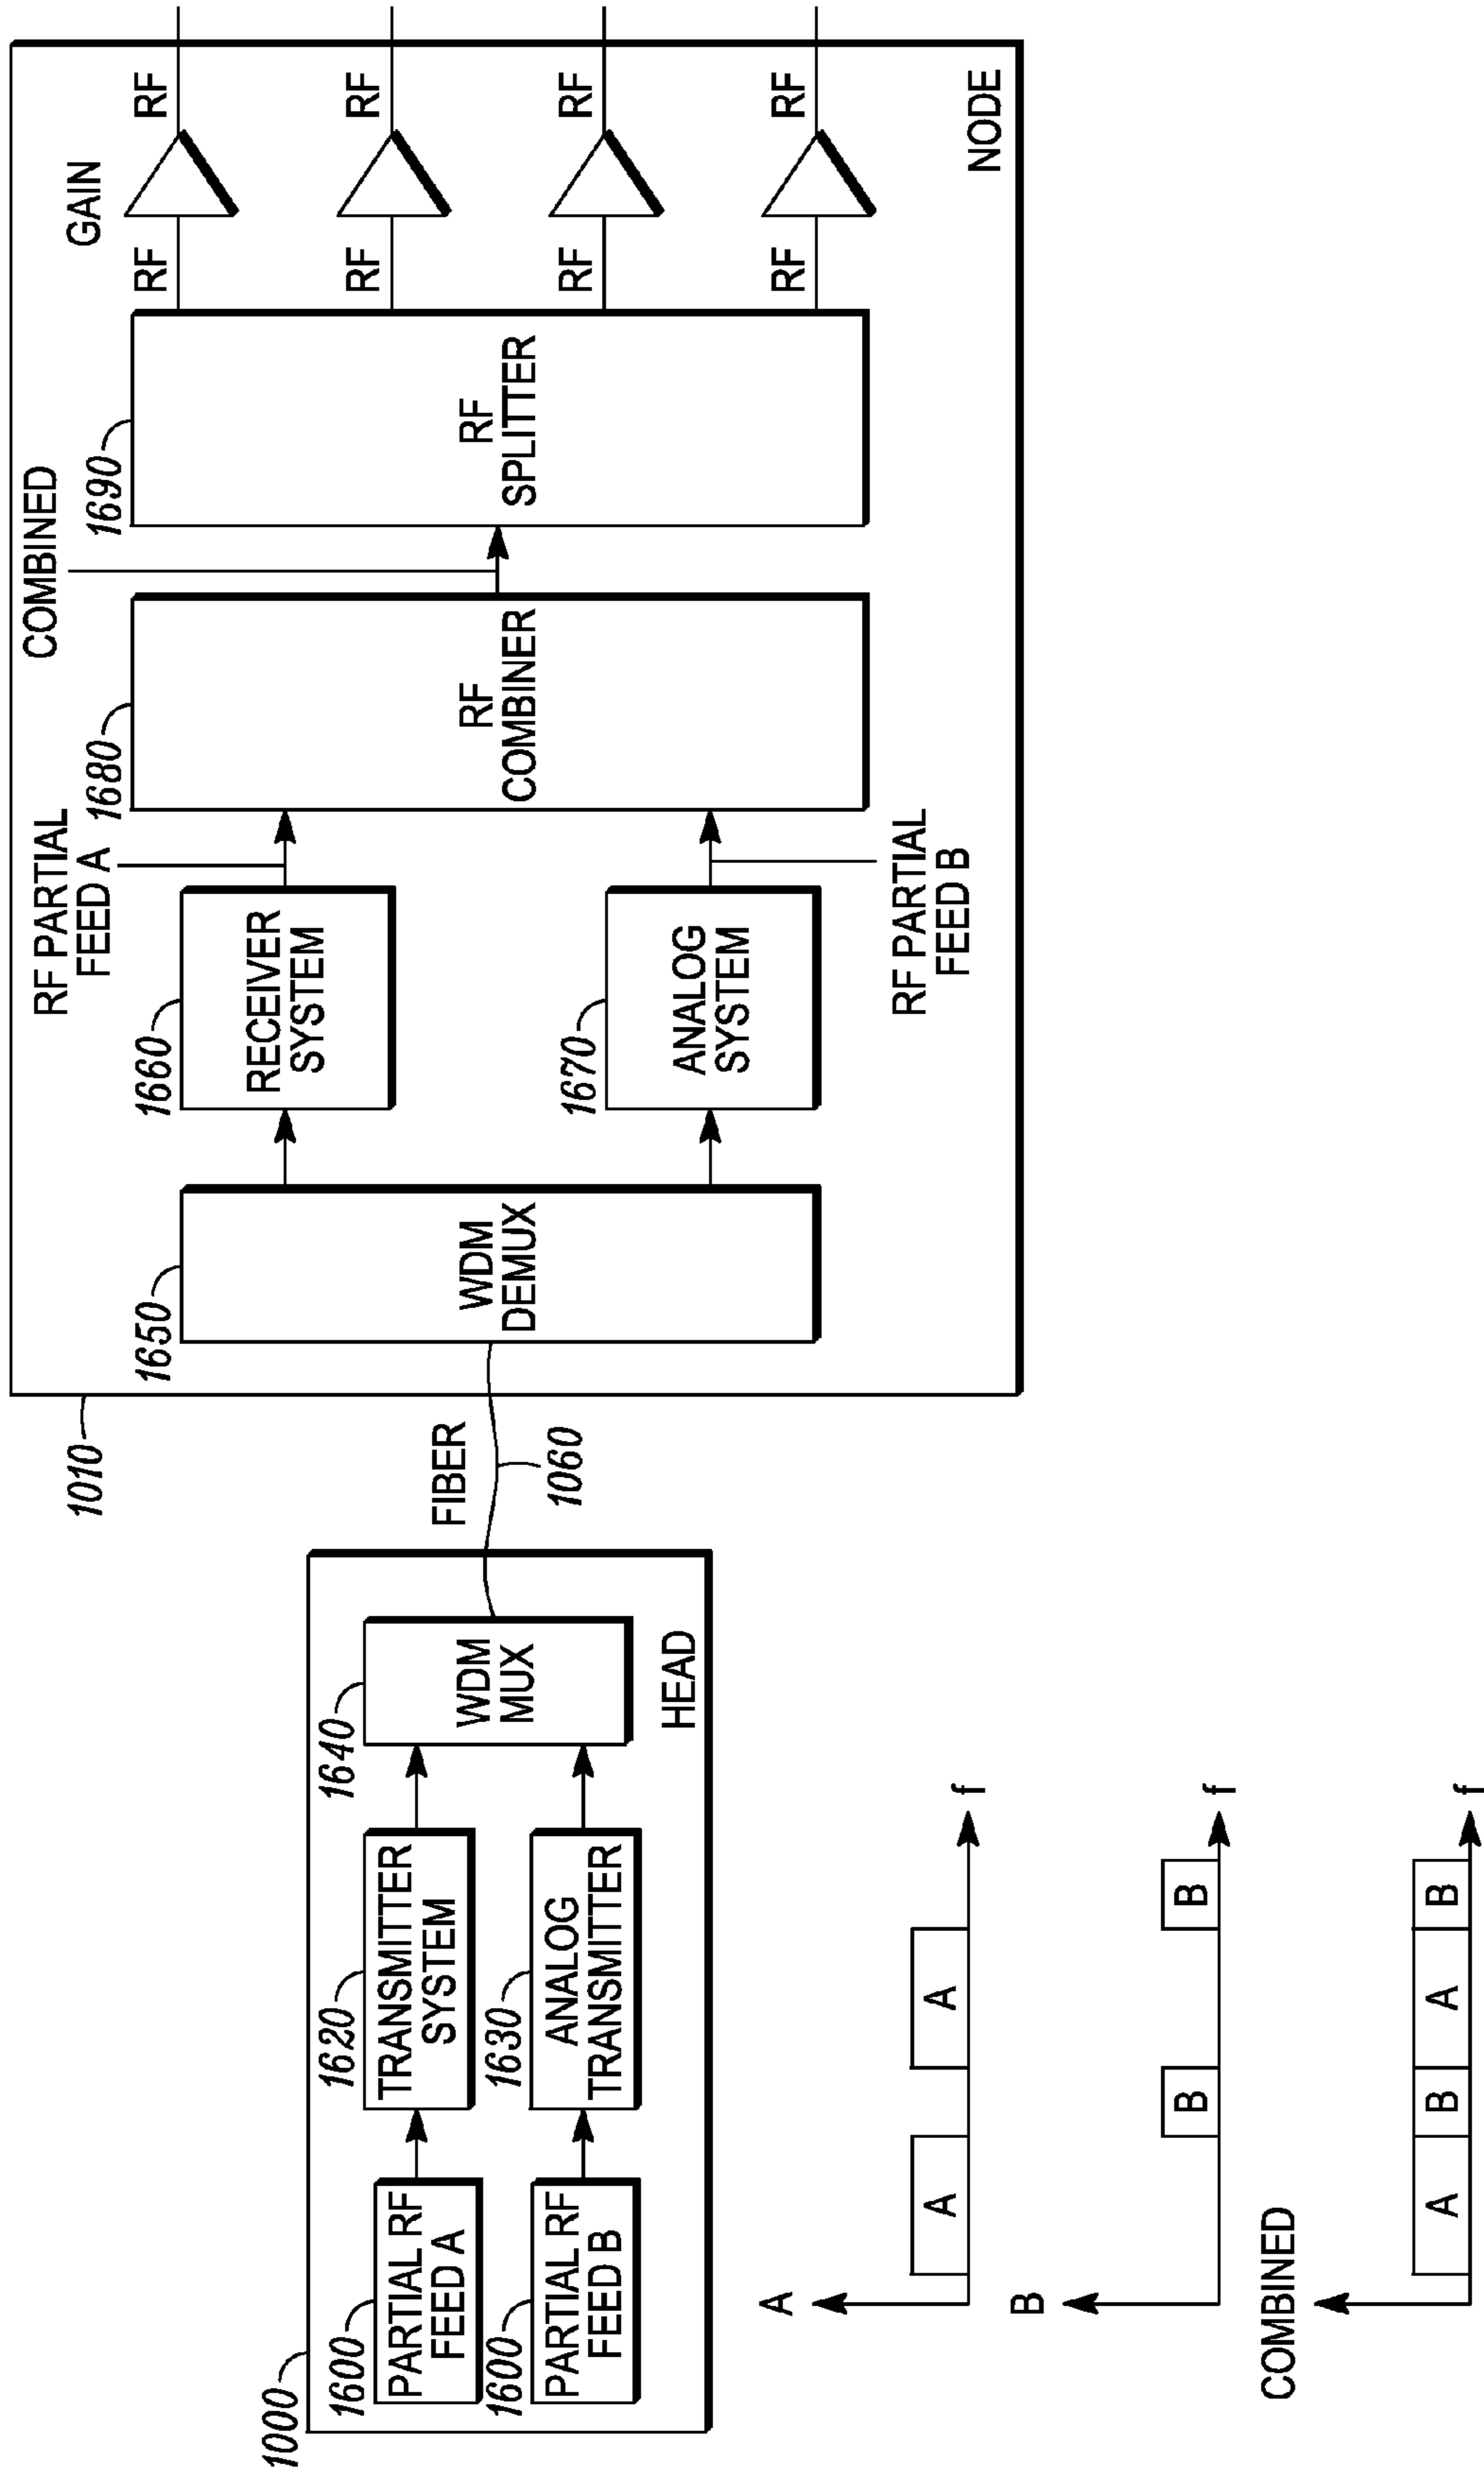 1000
1600
PARTIAL RF
FEED A
1600
PARTIAL RF
FEED B
1620
TRANSMITTER
SYSTEM
1630
ANALOG
TRANSMITTER
1640
WDM
MUX
HEAD
FIBER
1060
1010
1650
WDM
DEMUX
1660
RECEIVER
SYSTEM
1670
ANALOG
SYSTEM
RF PARTIAL
FEED A
RF PARTIAL
FEED B
1680
RF
COMBINER
COMBINED
1690
RF
SPLITTER
GAIN
RF
RF
RF
RF
RF
RF
RF
RF
NODE
A
A
A
f
B
B
B
f
COMBINED
A
B
A
B
f